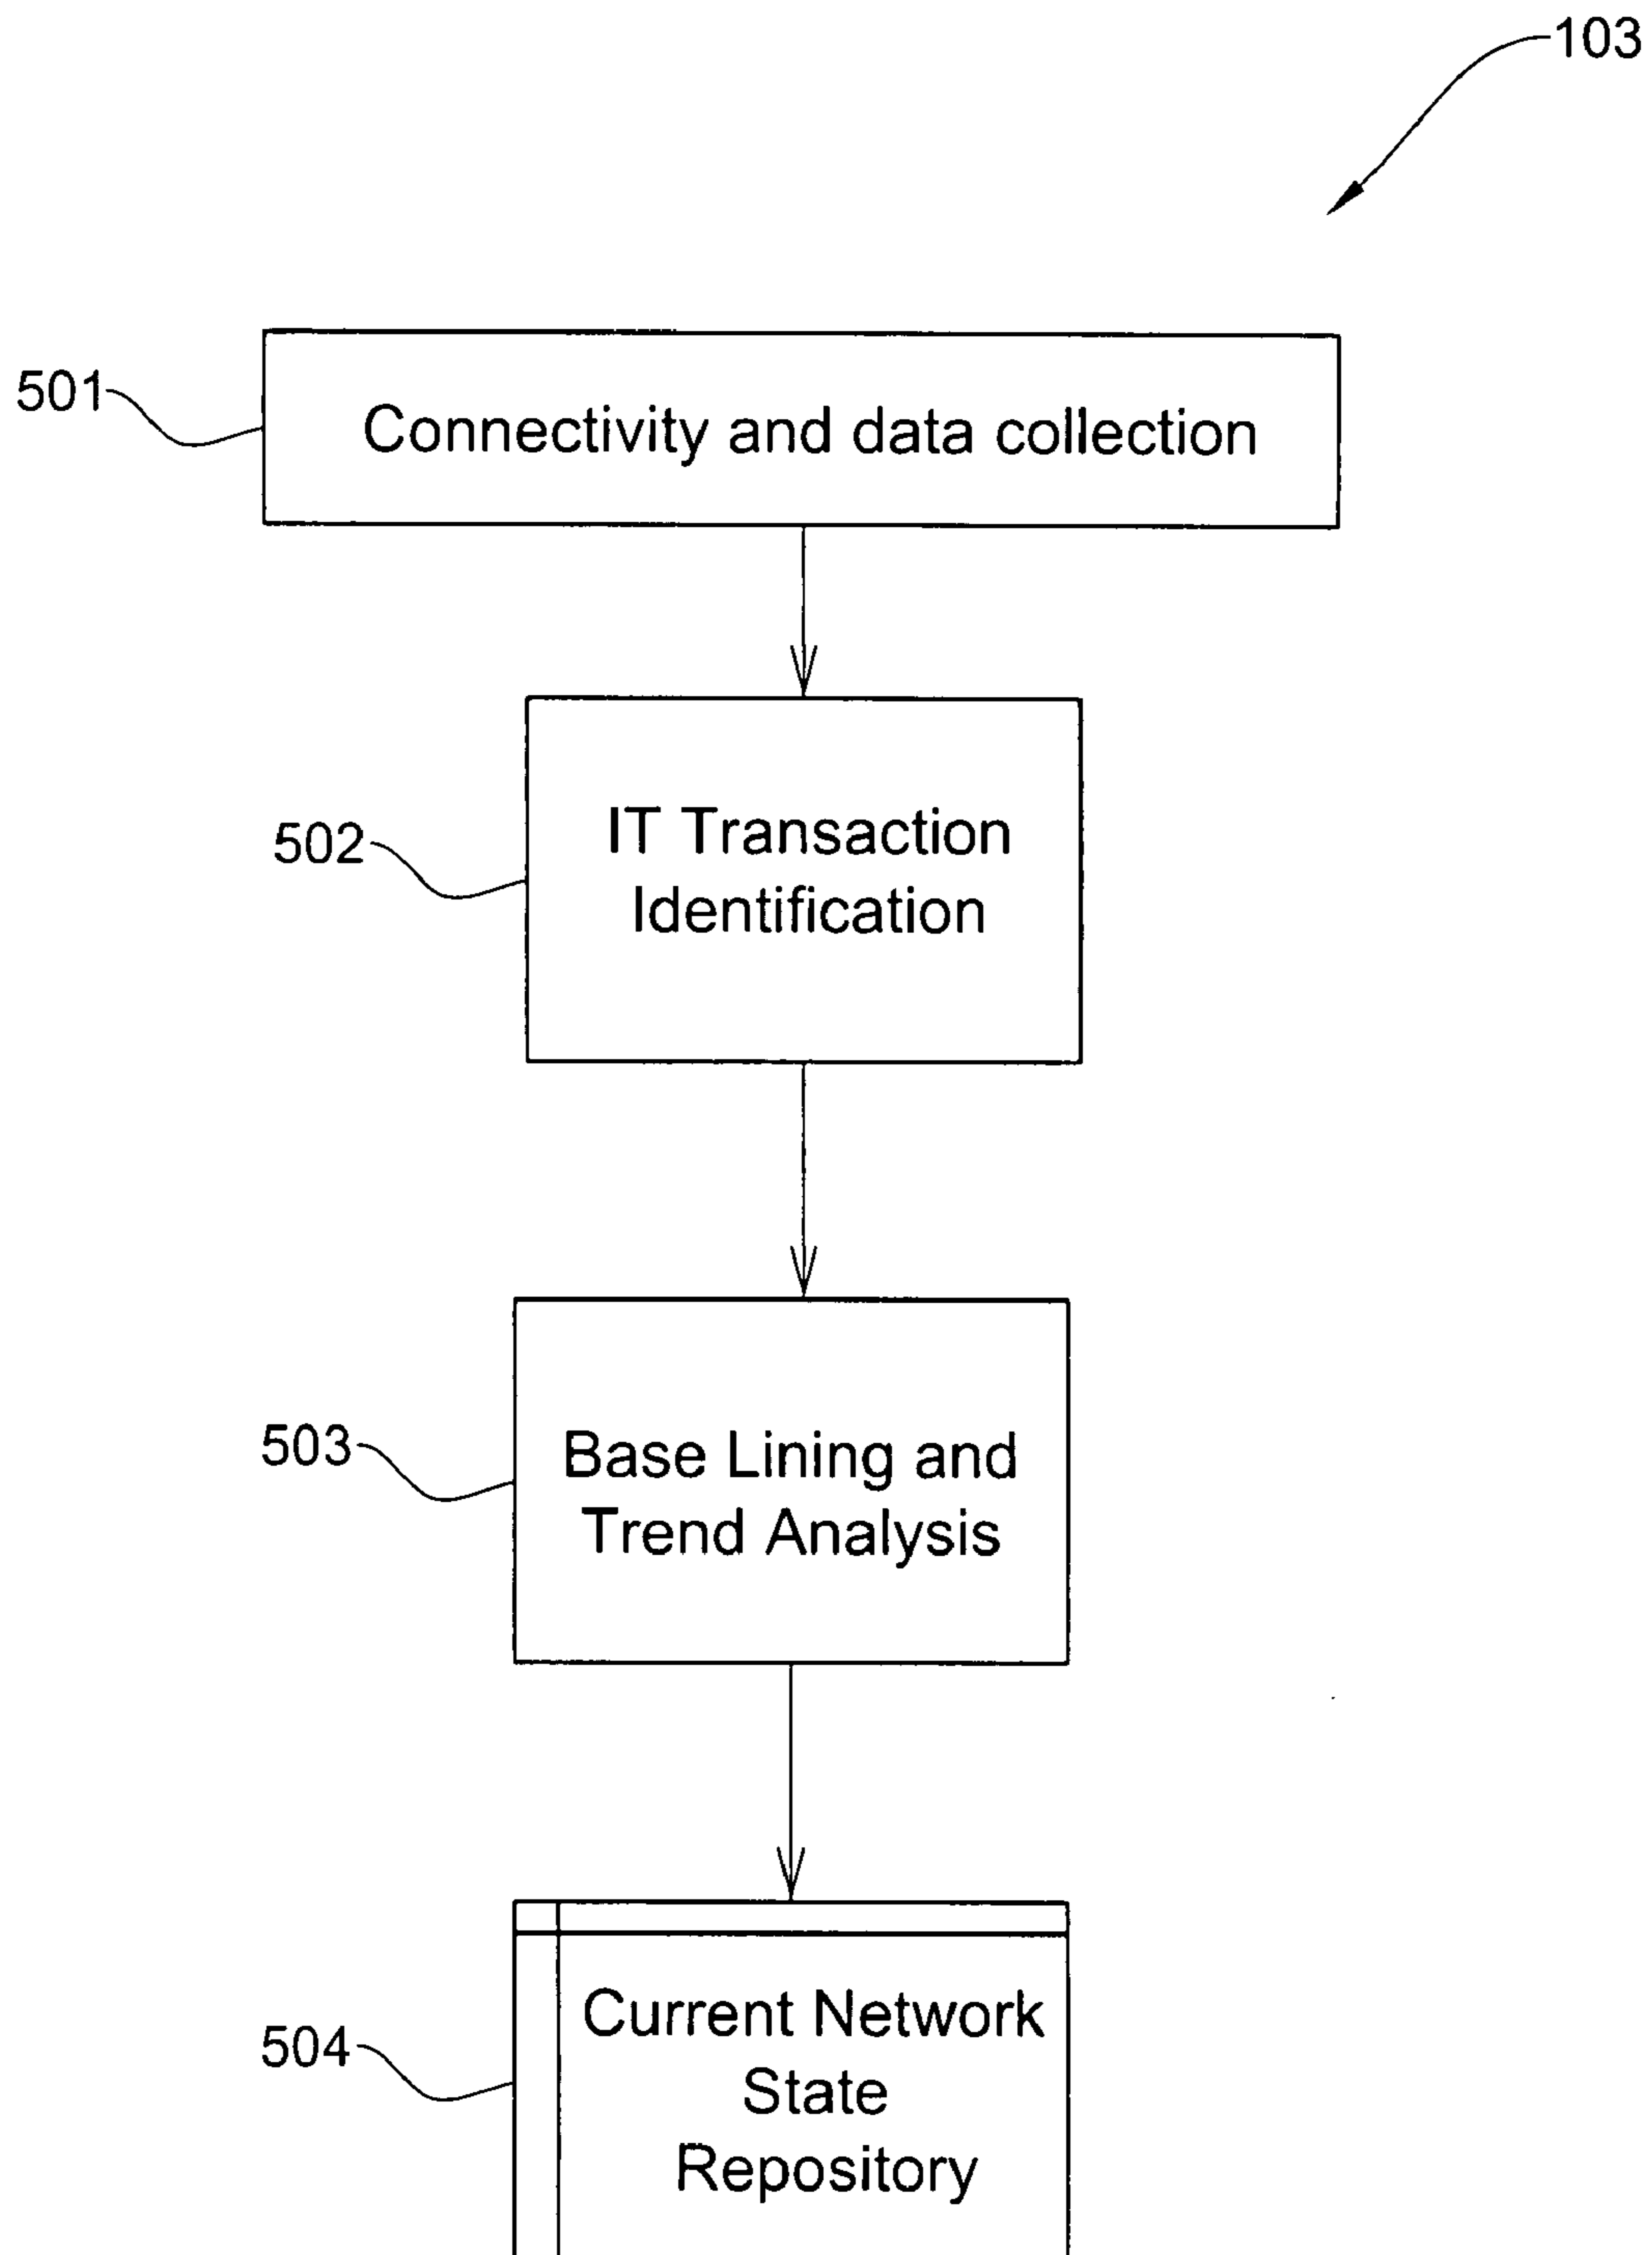 103
501
Connectivity and data collection
502
IT Transaction
Identification
503
Base Lining and
Trend Analysis
504
Current Network
State
Repository